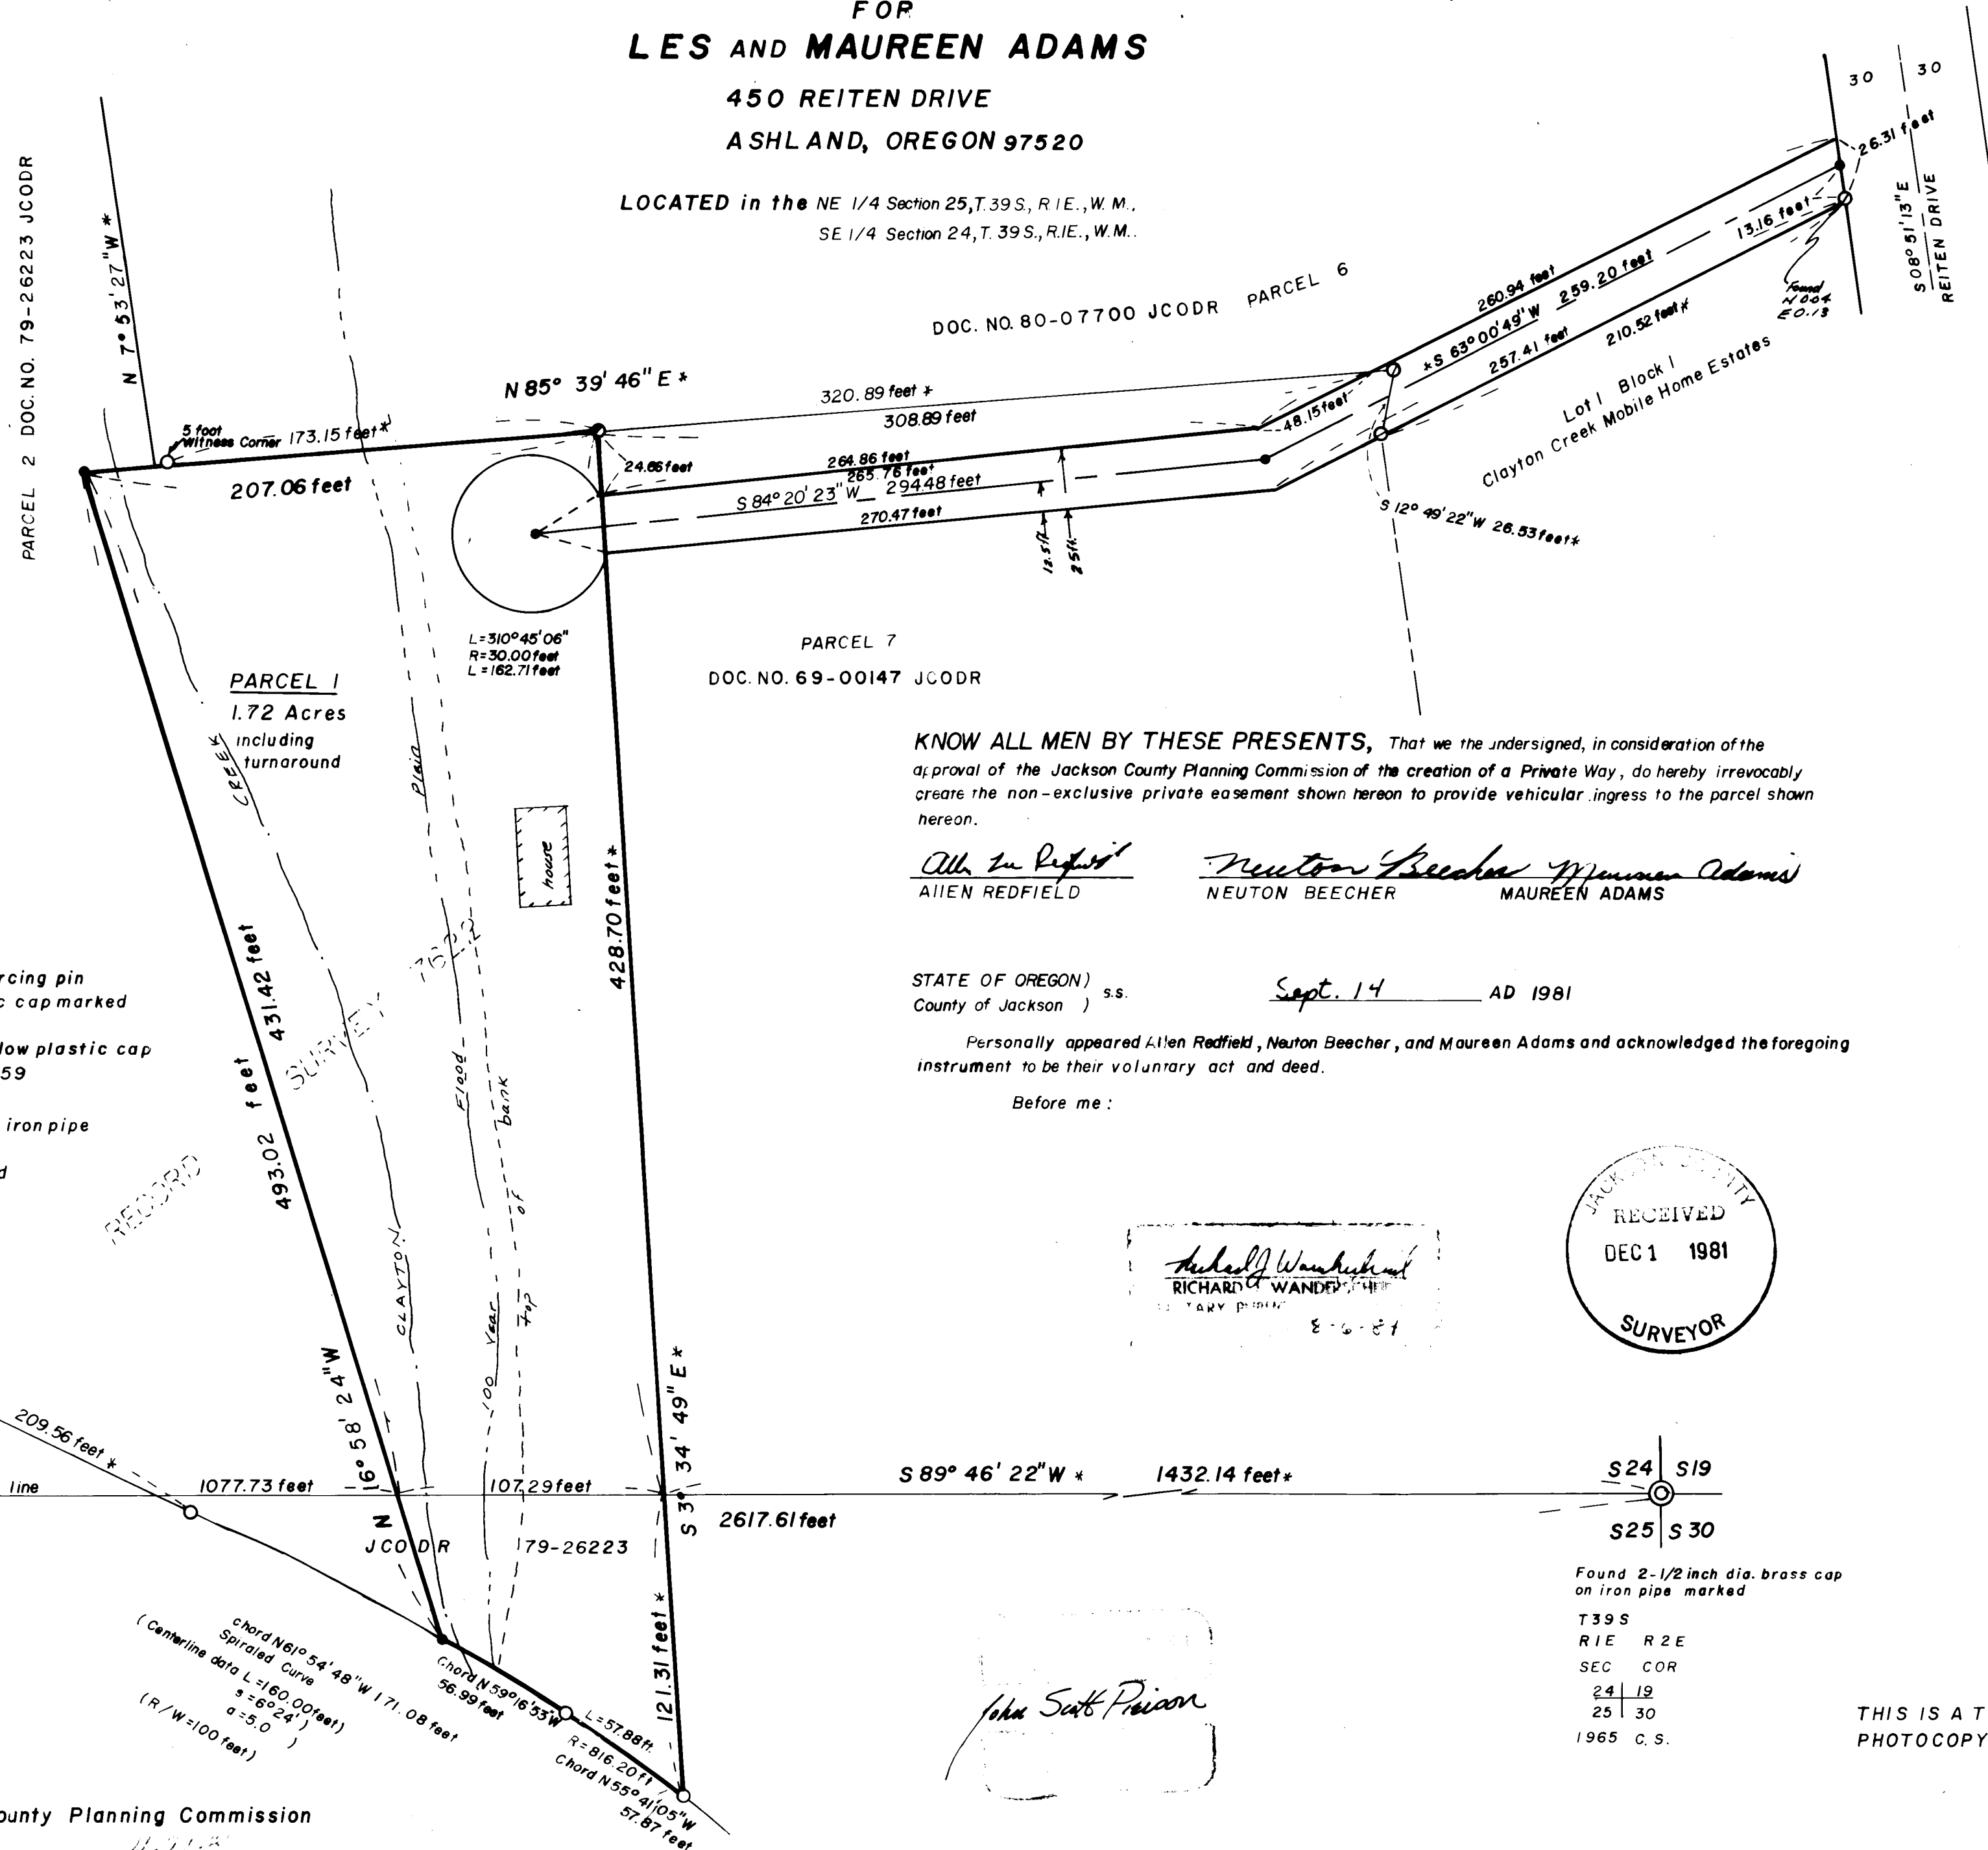 FOR
LES AND MAUREEN ADAMS
450 REITEN DRIVE
ASHLAND, OREGON 97520
LOCATED in the NE 1/4 Section 25, T. 39 S., R. 1 E., W. M.,
SE 1/4 Section 24, T. 39 S., R.1E., W. M..
30
30
26.31 feet
S 08° 51' 13" E
REITEN DRIVE
13.16 feet
Found
N 0.04
E 0.13
PARCEL 2 DOC. NO. 79-26223 JCODR
N 7° 53' 27" W *
DOC. NO. 80-07700 JCODR PARCEL 6
260.94 feet
* S 63° 00' 49" W 259.20 feet
257.41 feet
210.52 feet *
Lot 1 Block 1
Clayton Creek Mobile Home Estates
N 85° 39' 46" E *
320.89 feet *
308.89 feet
48.15 feet
5 foot
Witness Corner 173.15 feet *
207.06 feet
24.66 feet
264.86 feet
265.76 feet
S 84° 20' 23" W 294.48 feet
270.47 feet
12.5 ft.
25 ft.
S 12° 49' 22" W 26.53 feet *
L=310°45'06"
R=30.00 feet
L=162.71 feet
PARCEL 7
DOC. NO. 69-00147 JCODR
PARCEL 1
1.72 Acres
including
turnaround
CREEK
Plain
house
428.70 feet *
KNOW ALL MEN BY THESE PRESENTS, That we the undersigned, in consideration of the
approval of the Jackson County Planning Commission of the creation of a Private Way, do hereby irrevocably
create the non-exclusive private easement shown hereon to provide vehicular ingress to the parcel shown
hereon.
Neuton Beecher Maureen Adams
AllEN REDFIELD NEUTON BEECHER MAUREEN ADAMS
STATE OF OREGON)
County of Jackson ) s.s.
Sept. 14 AD 1981
Personally appeared Allen Redfield, Neuton Beecher, and Maureen Adams and acknowledged the foregoing
instrument to be their voluntary act and deed.
Before me:
rcing pin
c cap marked
low plastic cap
59
iron pipe
d
RECORD SURVEY 7622
493.02 feet 431.42 feet
N 16° 58' 24" W
CLAYTON
100 Year Flood
Top of bank
RICHARD
JACKSON COUNTY
RECEIVED
DEC 1 1981
SURVEYOR
209.56 feet *
line
1077.73 feet
107.29 feet
S 3° 34' 49" E *
S 89° 46' 22" W * 1432.14 feet *
2617.61 feet
JCODR 79-26223
S24 S19
S25 S30
Found 2-1/2 inch dia. brass cap
on iron pipe marked
T39S
R1E R2E
SEC COR
24 19
25 30
1965 C.S.
121.31 feet *
chord N61°54'48"W 171.08 feet
Spiraled Curve
(Centerline data L=160.00 feet)
s=6°24' )
a=5.0 )
(R/W=100 feet)
Chord N 59°16'53"W
56.99 feet
L=57.88 ft.
R=816.20 ft
Chord N55°41'05"W
57.87 feet
John Scott
THIS IS A T
PHOTOCOPY
ounty Planning Commission